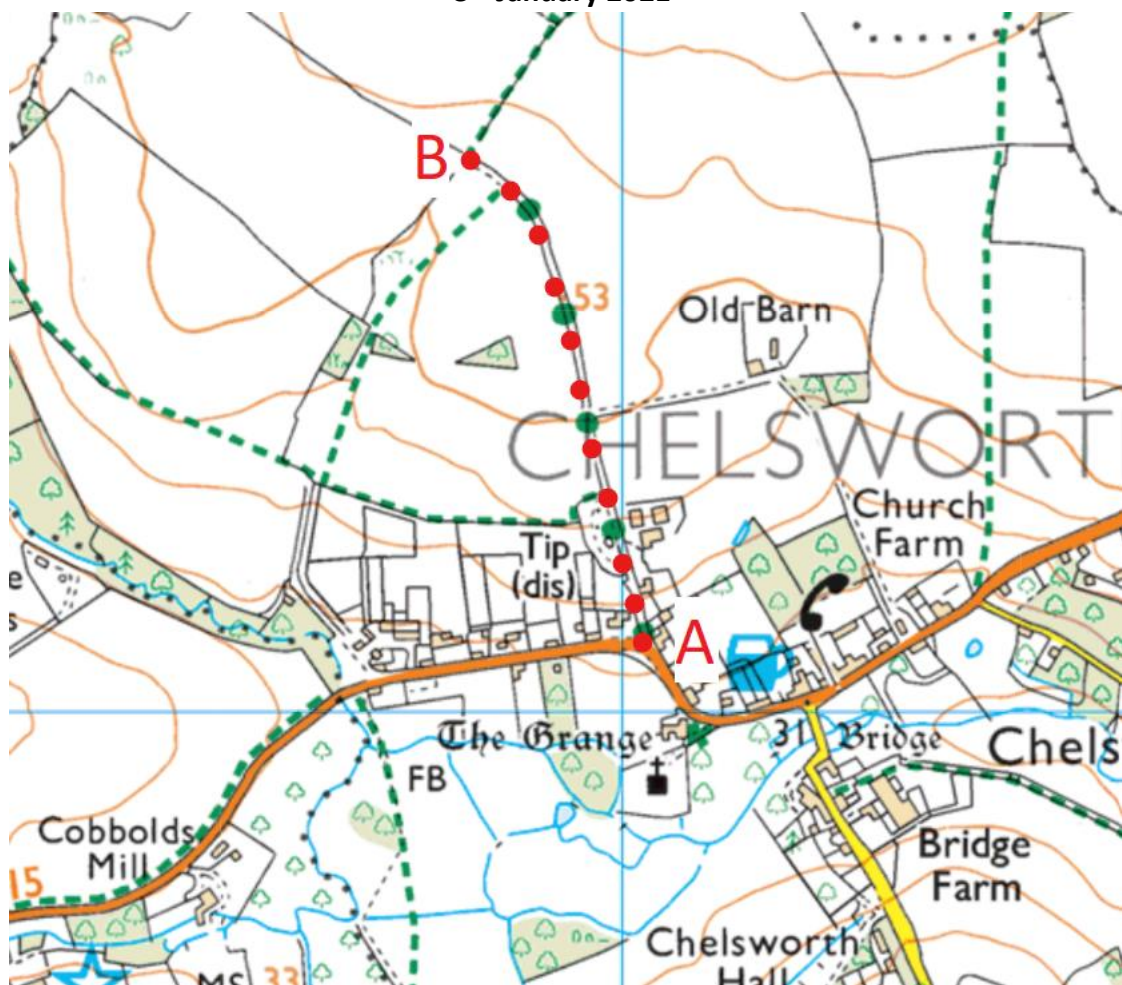 B
53
Old Barn
CHELSWORT
Church
Farm
Tip
(dis)
A
The Grange
31
Bridge
Chels
FB
Cobbolds
Mill
15
Bridge
Farm
Chelsworth
Hall
MS
33